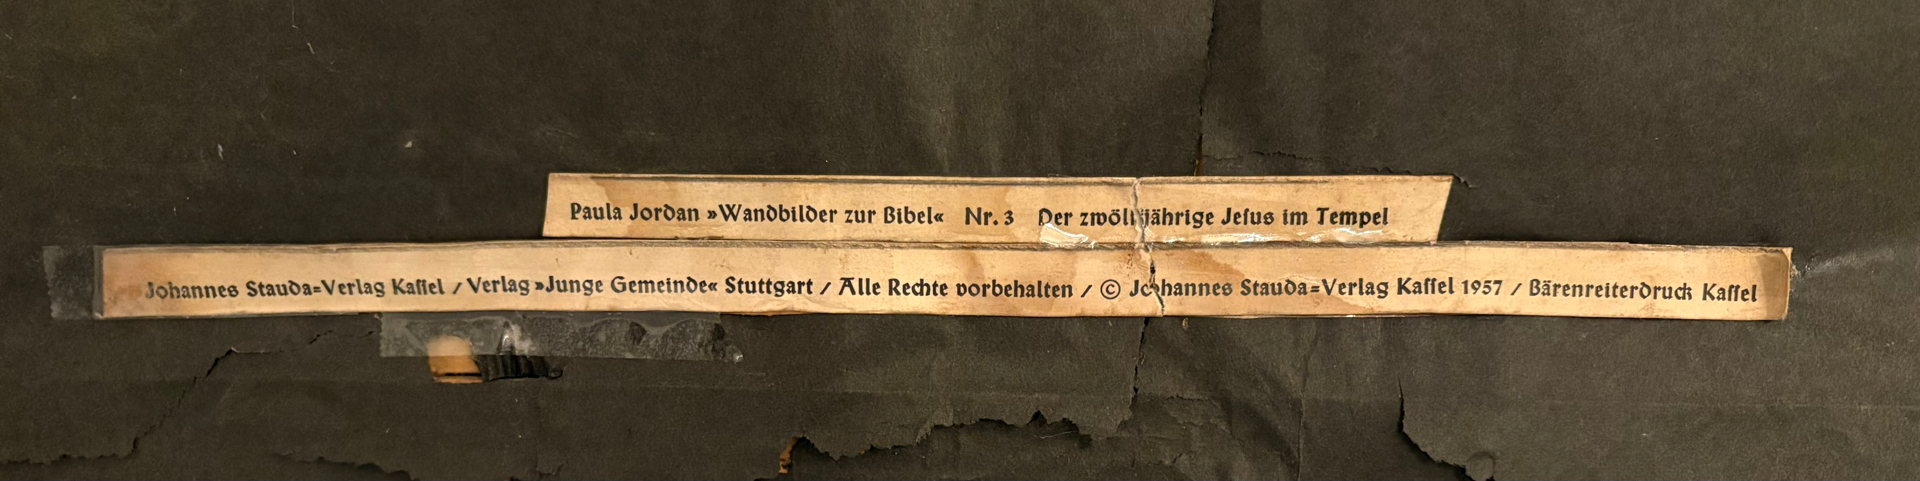 Paula Jordan »Wandbilder zur Bibel« Nr. 3 Der zwölfjährige Jeſus im Tempel
Johannes Stauda=Verlag Kaſſel / Verlag »Junge Gemeinde« Stuttgart / Alle Rechte vorbehalten / © Johannes Stauda=Verlag Kaſſel 1957 / Bärenreiterdruck Kaſſel